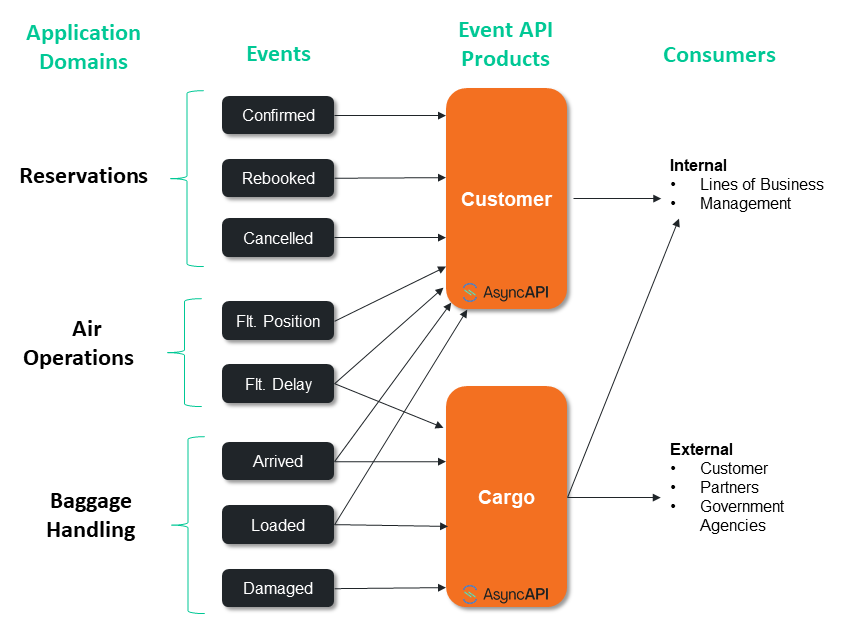 Application
Domains
Events
Event API
Products
Consumers
Reservations
Confirmed
Rebooked
Cancelled
Air
Operations
Flt. Position
Flt. Delay
Baggage
Handling
Arrived
Loaded
Damaged
Customer
AsyncAPI
Cargo
AsyncAPI
Internal
• Lines of Business
• Management
External
• Customer
• Partners
• Government
Agencies